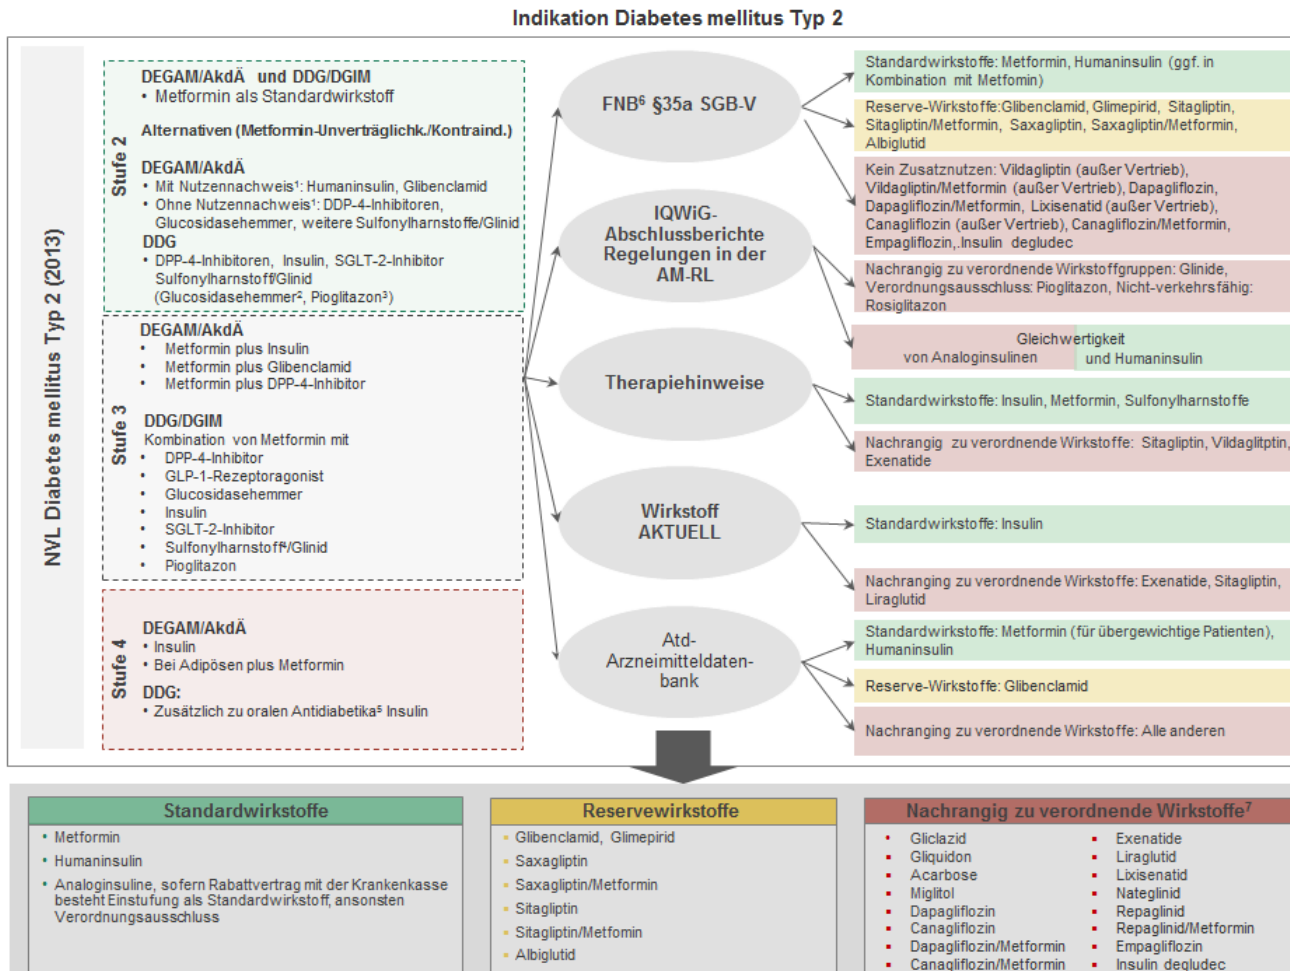 Indikation Diabetes mellitus Typ 2
NVL Diabetes mellitus Typ 2 (2013)
Stufe 2
DEGAM/AkdÄ und DDG/DGIM
• Metformin als Standardwirkstoff
Alternativen (Metformin-Unverträglichk./Kontraind.)
DEGAM/AkdÄ
• Mit Nutzennachweis¹: Humaninsulin, Glibenclamid
• Ohne Nutzennachweis¹: DDP-4-Inhibitoren,
Glucosidasehemmer, weitere Sulfonylharnstoffe/Glinid
DDG
• DPP-4-Inhibitoren, Insulin, SGLT-2-Inhibitor
Sulfonylharnstoff/Glinid
(Glucosidasehemmer², Pioglitazon³)
Stufe 3
DEGAM/AkdÄ
• Metformin plus Insulin
• Metformin plus Glibenclamid
• Metformin plus DPP-4-Inhibitor
DDG/DGIM
Kombination von Metformin mit
• DPP-4-Inhibitor
• GLP-1-Rezeptoragonist
• Glucosidasehemmer
• Insulin
• SGLT-2-Inhibitor
• Sulfonylharnstoff⁴/Glinid
• Pioglitazon
Stufe 4
DEGAM/AkdÄ
• Insulin
• Bei Adipösen plus Metformin
DDG:
• Zusätzlich zu oralen Antidiabetika⁵ Insulin
FNB⁶ §35a SGB-V
IQWiG-
Abschlussberichte
Regelungen in der
AM-RL
Therapiehinweise
Wirkstoff
AKTUELL
Atd-
Arzneimitteldaten-
bank
Standardwirkstoffe: Metformin, Humaninsulin (ggf. in
Kombination mit Metfomin)
Reserve-Wirkstoffe:Glibenclamid, Glimepirid, Sitagliptin,
Sitagliptin/Metformin, Saxagliptin, Saxagliptin/Metformin,
Albiglutid
Kein Zusatznutzen: Vildagliptin (außer Vertrieb),
Vildagliptin/Metformin (außer Vertrieb), Dapagliflozin,
Dapagliflozin/Metformin, Lixisenatid (außer Vertrieb),
Canagliflozin (außer Vertrieb), Canagliflozin/Metformin,
Empagliflozin,.Insulin degludec
Nachrangig zu verordnende Wirkstoffgruppen: Glinide,
Verordnungsausschluss: Pioglitazon, Nicht-verkehrsfähig:
Rosiglitazon
Gleichwertigkeit
von Analoginsulinen und Humaninsulin
Standardwirkstoffe: Insulin, Metformin, Sulfonylharnstoffe
Nachrangig zu verordnende Wirkstoffe: Sitagliptin, Vildaglitptin,
Exenatide
Standardwirkstoffe: Insulin
Nachranging zu verordnende Wirkstoffe: Exenatide, Sitagliptin,
Liraglutid
Standardwirkstoffe: Metformin (für übergewichtige Patienten),
Humaninsulin
Reserve-Wirkstoffe: Glibenclamid
Nachranging zu verordnende Wirkstoffe: Alle anderen
Standardwirkstoffe
• Metformin
• Humaninsulin
• Analoginsuline, sofern Rabattvertrag mit der Krankenkasse
besteht Einstufung als Standardwirkstoff, ansonsten
Verordnungsausschluss
Reservewirkstoffe
▪ Glibenclamid, Glimepirid
▪ Saxagliptin
▪ Saxagliptin/Metformin
▪ Sitagliptin
▪ Sitagliptin/Metfomin
▪ Albiglutid
Nachrangig zu verordnende Wirkstoffe⁷
• Gliclazid
▪ Gliquidon
▪ Acarbose
▪ Miglitol
▪ Dapagliflozin
▪ Canagliflozin
▪ Dapagliflozin/Metformin
▪ Canagliflozin/Metformin
▪ Exenatide
▪ Liraglutid
▪ Lixisenatid
▪ Nateglinid
▪ Repaglinid
▪ Repaglinid/Metformin
▪ Empagliflozin
▪ Insulin degludec